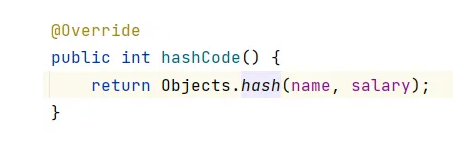 @Override
public int hashCode() {
    return Objects.hash(name, salary);
}